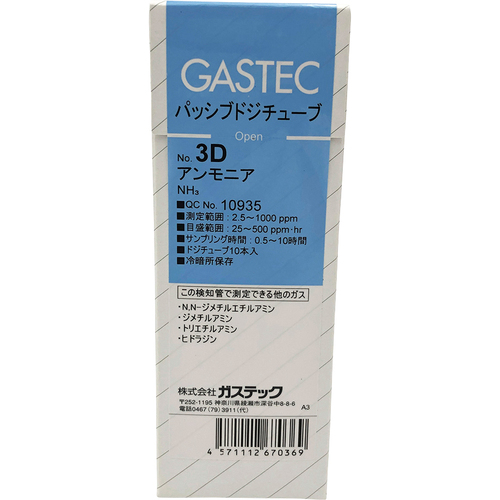 GASTEC
パッシブドジチューブ
Open
No. 3D
アンモニア
NH₃
■QC No. 10935
■測定範囲：2.5～1000 ppm
■目盛範囲：25～500 ppm・hr
■サンプリング時間：0.5～10時間
■ドジチューブ10本入
■冷暗所保存
この検知管で測定できる他のガス
・N,N-ジメチルエチルアミン
・ジメチルアミン
・トリエチルアミン
・ヒドラジン
株式会社 ガステック
〒252-1195 神奈川県綾瀬市深谷中8-8-6
電話0467(79)3911(代)
A3
4 571112 670369